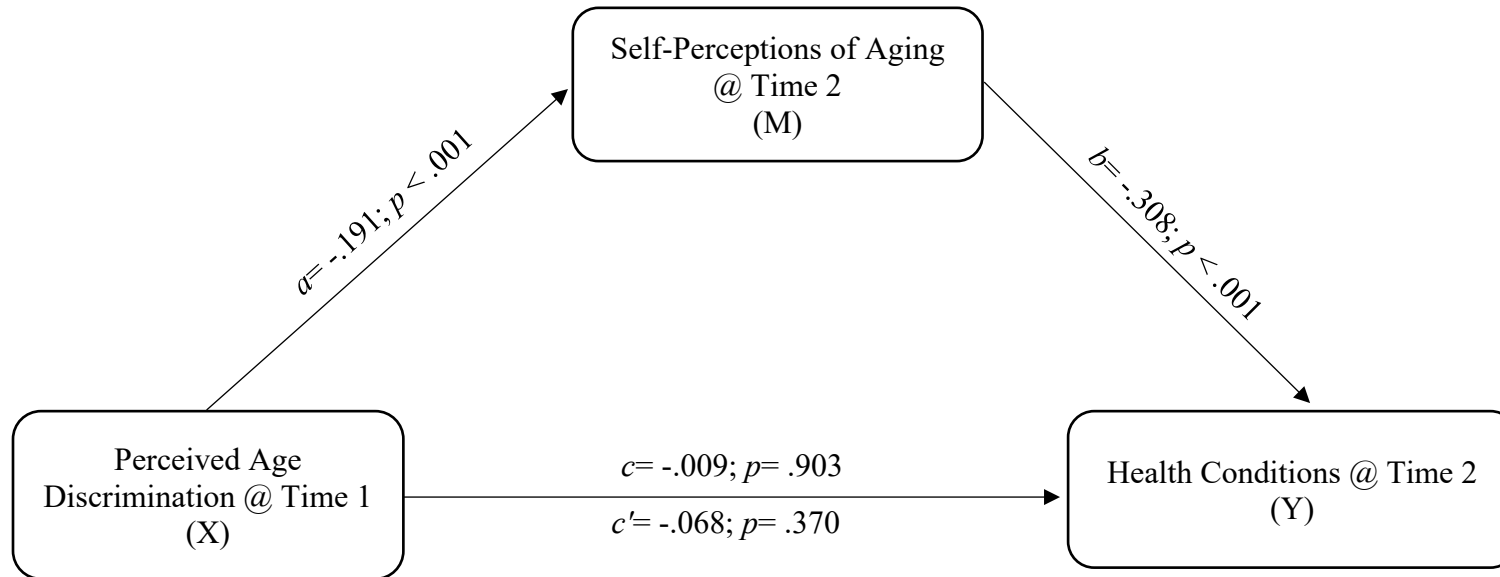 Self-Perceptions of Aging
@ Time 2
(M)
a= -.191; p < .001
b= -.308; p < .001
Perceived Age
Discrimination @ Time 1
(X)
c= -.009; p= .903
c'= -.068; p= .370
Health Conditions @ Time 2
(Y)